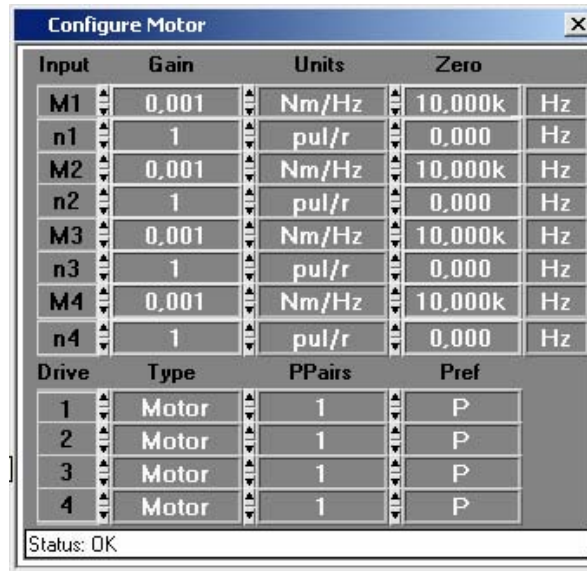 Configure Motor
Input Gain Units Zero
M1 0,001 Nm/Hz 10,000k Hz
n1 1 pul/r 0,000 Hz
M2 0,001 Nm/Hz 10,000k Hz
n2 1 pul/r 0,000 Hz
M3 0,001 Nm/Hz 10,000k Hz
n3 1 pul/r 0,000 Hz
M4 0,001 Nm/Hz 10,000k Hz
n4 1 pul/r 0,000 Hz
Drive Type PPairs Pref
1 Motor 1 P
2 Motor 1 P
3 Motor 1 P
4 Motor 1 P
Status: OK